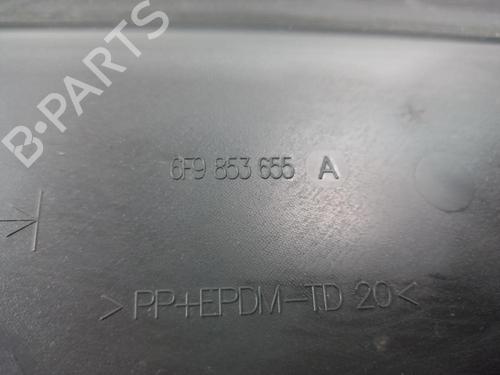 B-PARTS
6F9 853 655 A
>PP+EPDM-TD 20<